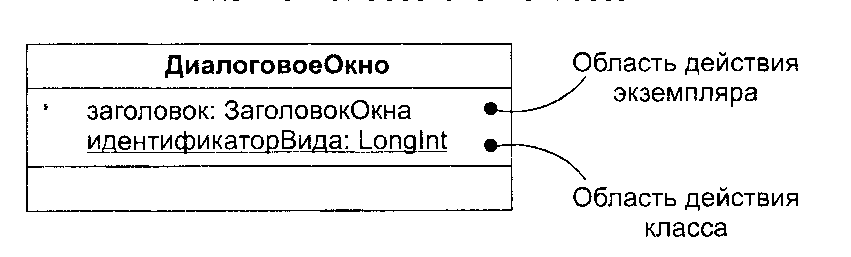 ДиалоговоеОкно
заголовок: ЗаголовокОкна
идентификаторВида: LongInt
Область действия
экземпляра
Область действия
класса